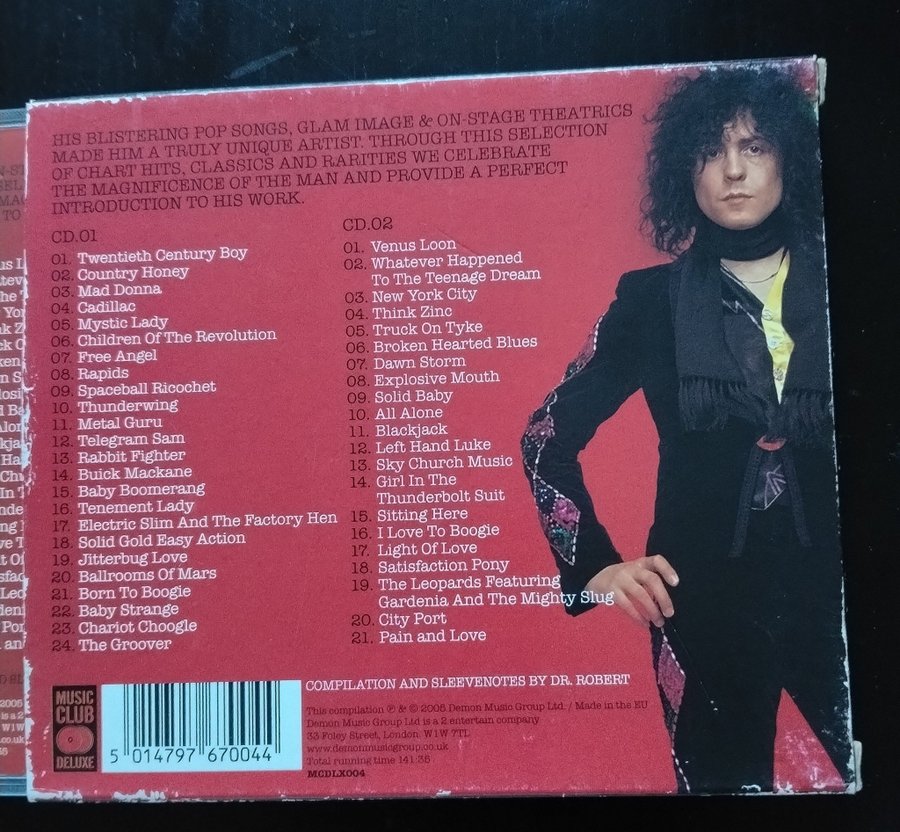 HIS BLISTERING POP SONGS, GLAM IMAGE & ON-STAGE THEATRICS
MADE HIM A TRULY UNIQUE ARTIST. THROUGH THIS SELECTION
OF CHART HITS, CLASSICS AND RARITIES WE CELEBRATE
THE MAGNIFICENCE OF THE MAN AND PROVIDE A PERFECT
INTRODUCTION TO HIS WORK.
CD.01
01. Twentieth Century Boy
02. Country Honey
03. Mad Donna
04. Cadillac
05. Mystic Lady
06. Children Of The Revolution
07. Free Angel
08. Rapids
09. Spaceball Ricochet
10. Thunderwing
11. Metal Guru
12. Telegram Sam
13. Rabbit Fighter
14. Buick Mackane
15. Baby Boomerang
16. Tenement Lady
17. Electric Slim And The Factory Hen
18. Solid Gold Easy Action
19. Jitterbug Love
20. Ballrooms Of Mars
21. Born To Boogie
22. Baby Strange
23. Chariot Choogle
24. The Groover
CD.02
01. Venus Loon
02. Whatever Happened
To The Teenage Dream
03. New York City
04. Think Zinc
05. Truck On Tyke
06. Broken Hearted Blues
07. Dawn Storm
08. Explosive Mouth
09. Solid Baby
10. All Alone
11. Blackjack
12. Left Hand Luke
13. Sky Church Music
14. Girl In The
Thunderbolt Suit
15. Sitting Here
16. I Love To Boogie
17. Light Of Love
18. Satisfaction Pony
19. The Leopards Featuring
Gardenia And The Mighty Slug
20. City Port
21. Pain and Love
MUSIC
CLUB
DELUXE
5 014797 670044
COMPILATION AND SLEEVENOTES BY DR. ROBERT
This compilation ℗ & © 2005 Demon Music Group Ltd. / Made in the EU
Demon Music Group Ltd is a 2 entertain company
33 Foley Street, London. W1W 7TL
www.demonmusicgroup.co.uk
Total running time 141:35
MCDLX004